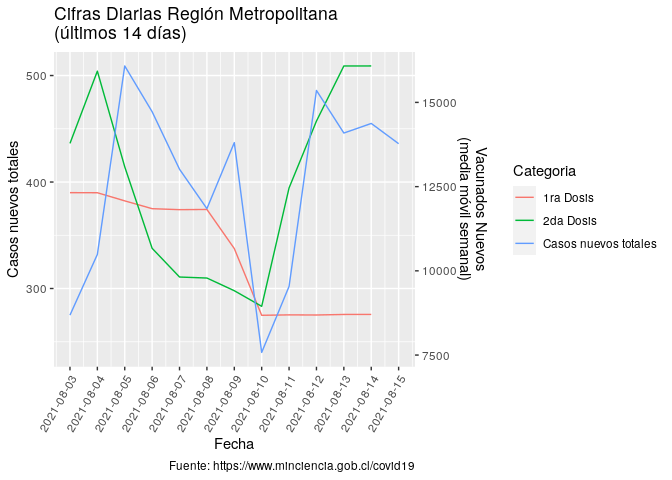 Cifras Diarias Región Metropolitana
(últimos 14 días)
Casos nuevos totales
500
400
300
15000
12500
10000
7500
Vacunados Nuevos
(media móvil semanal)
2021-08-03
2021-08-04
2021-08-05
2021-08-06
2021-08-07
2021-08-08
2021-08-09
2021-08-10
2021-08-11
2021-08-12
2021-08-13
2021-08-14
2021-08-15
Fecha
Categoria
1ra Dosis
2da Dosis
Casos nuevos totales
Fuente: https://www.minciencia.gob.cl/covid19